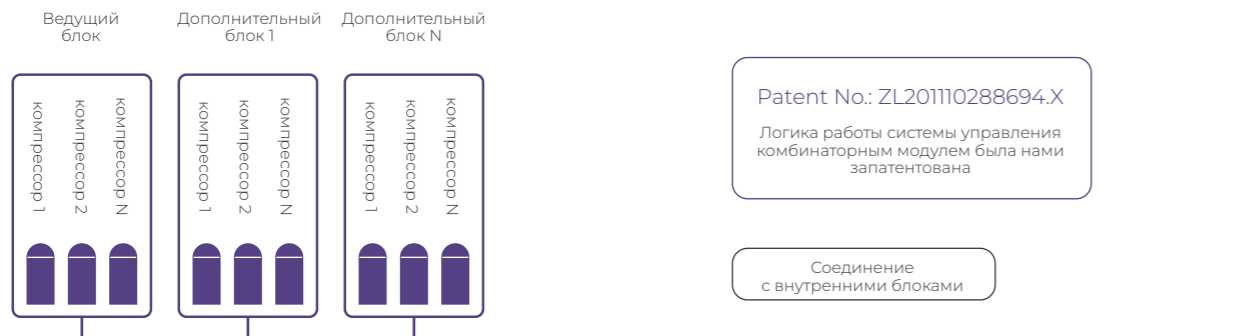 Ведущий
блок
Дополнительный
блок 1
Дополнительный
блок N
компрессор 1
компрессор 2
компрессор N
компрессор 1
компрессор 2
компрессор N
компрессор 1
компрессор 2
компрессор N
Patent No.: ZL201110288694.X
Логика работы системы управления
комбинаторным модулем была нами
запатентована
Соединение
с внутренними блоками